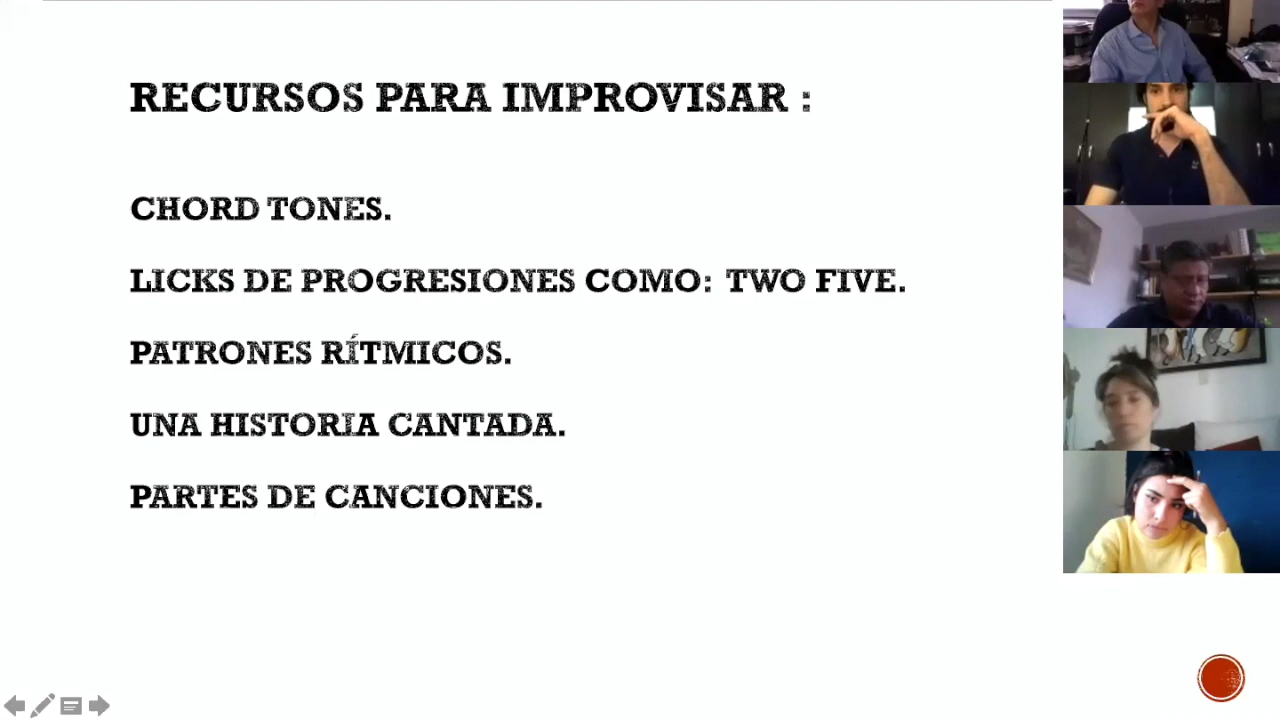 RECURSOS PARA IMPROVISAR :
CHORD TONES.
LICKS DE PROGRESIONES COMO: TWO FIVE.
PATRONES RÍTMICOS.
UNA HISTORIA CANTADA.
PARTES DE CANCIONES.